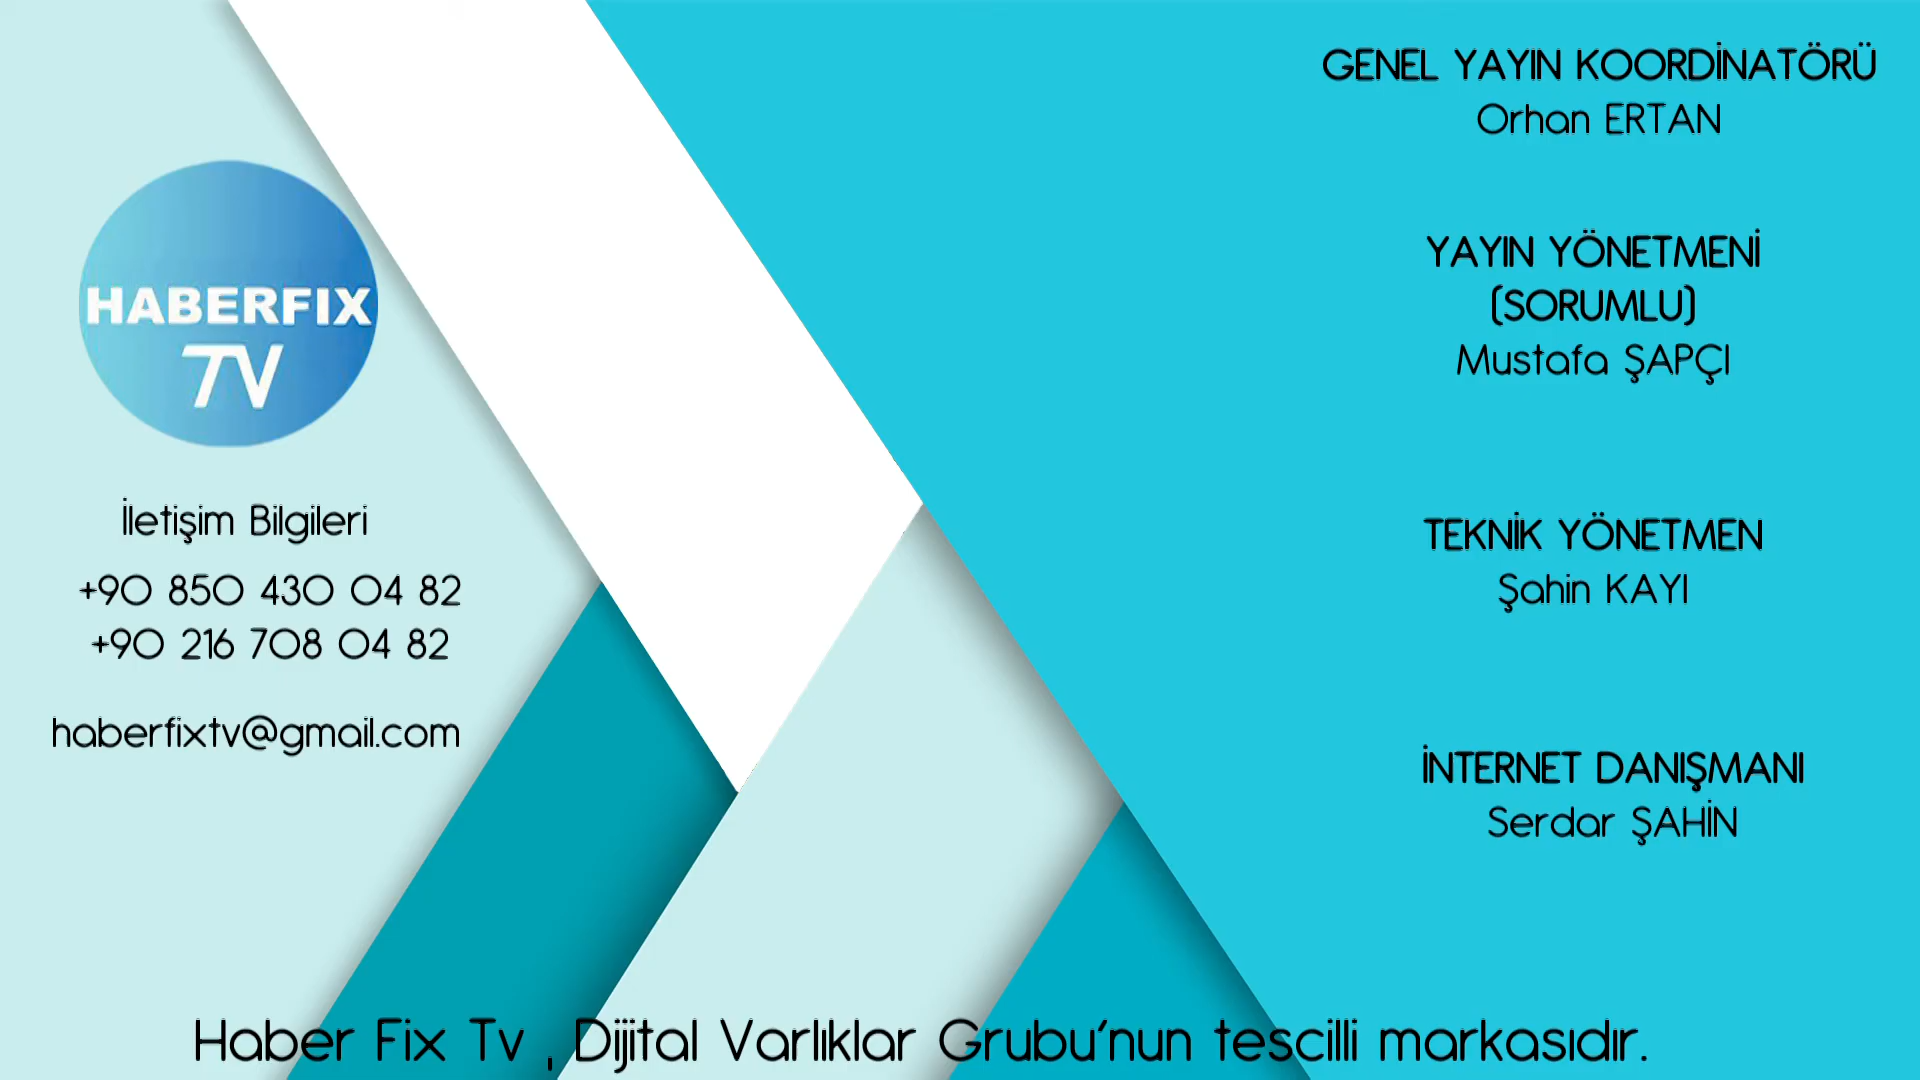 HABERFIX
TV
İletişim Bilgileri
+90 850 430 04 82
+90 216 708 04 82
haberfixtv@gmail.com
GENEL YAYIN KOORDİNATÖRÜ
Orhan ERTAN
YAYIN YÖNETMENİ
(SORUMLU)
Mustafa ŞAPÇI
TEKNİK YÖNETMEN
Şahin KAYI
İNTERNET DANIŞMANI
Serdar ŞAHİN
Haber Fix Tv , Dijital Varlıklar Grubu'nun tescilli markasıdır.